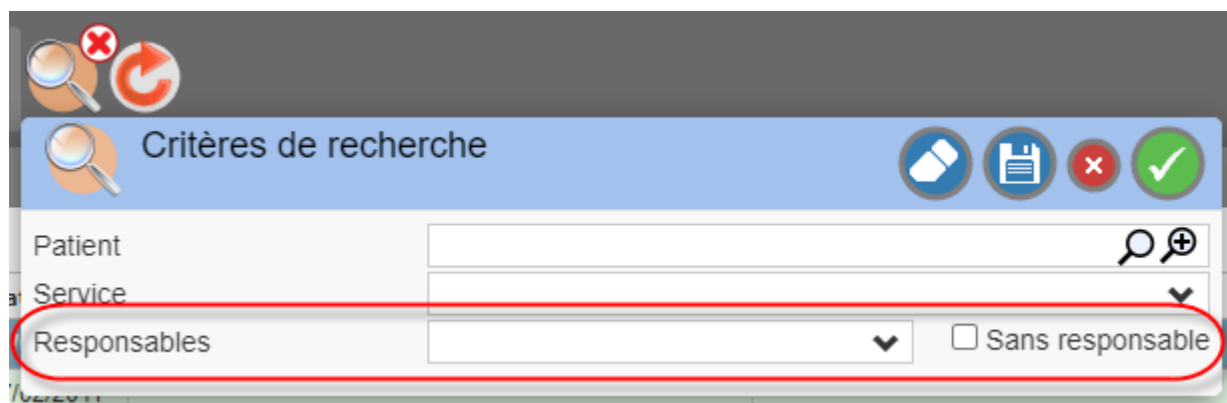 Critères de recherche
Patient
Service
Responsables Sans responsable